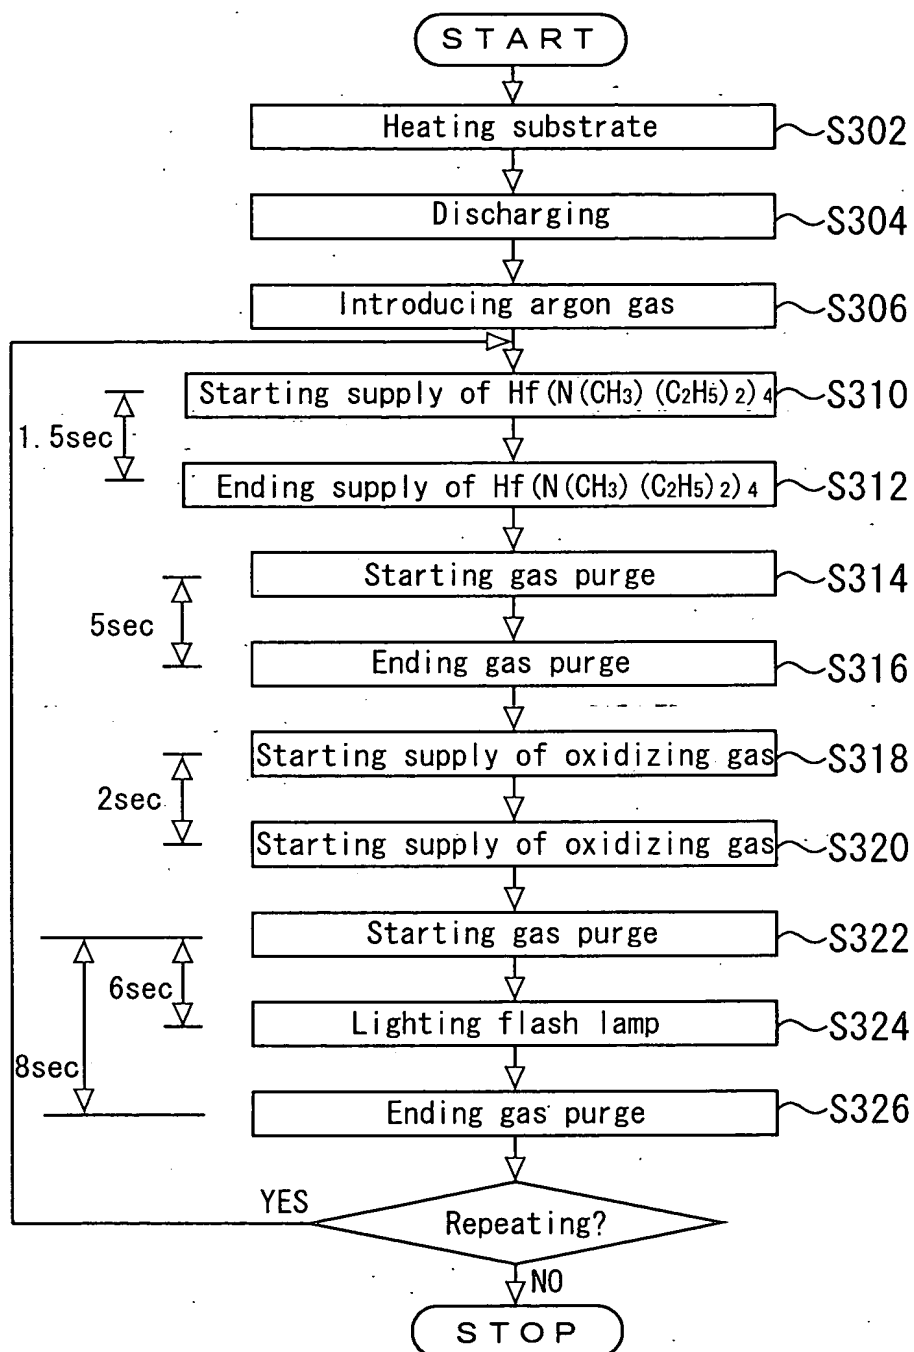 START
Heating substrate
S302
Discharging
S304
Introducing argon gas
S306
Starting supply of Hf(N(CH3)(C2H5)2)4
S310
1.5sec
Ending supply of Hf(N(CH3)(C2H5)2)4
S312
Starting gas purge
S314
5sec
Ending gas purge
S316
Starting supply of oxidizing gas
S318
2sec
Starting supply of oxidizing gas
S320
Starting gas purge
S322
6sec
Lighting flash lamp
S324
8sec
Ending gas purge
S326
YES
Repeating?
NO
STOP